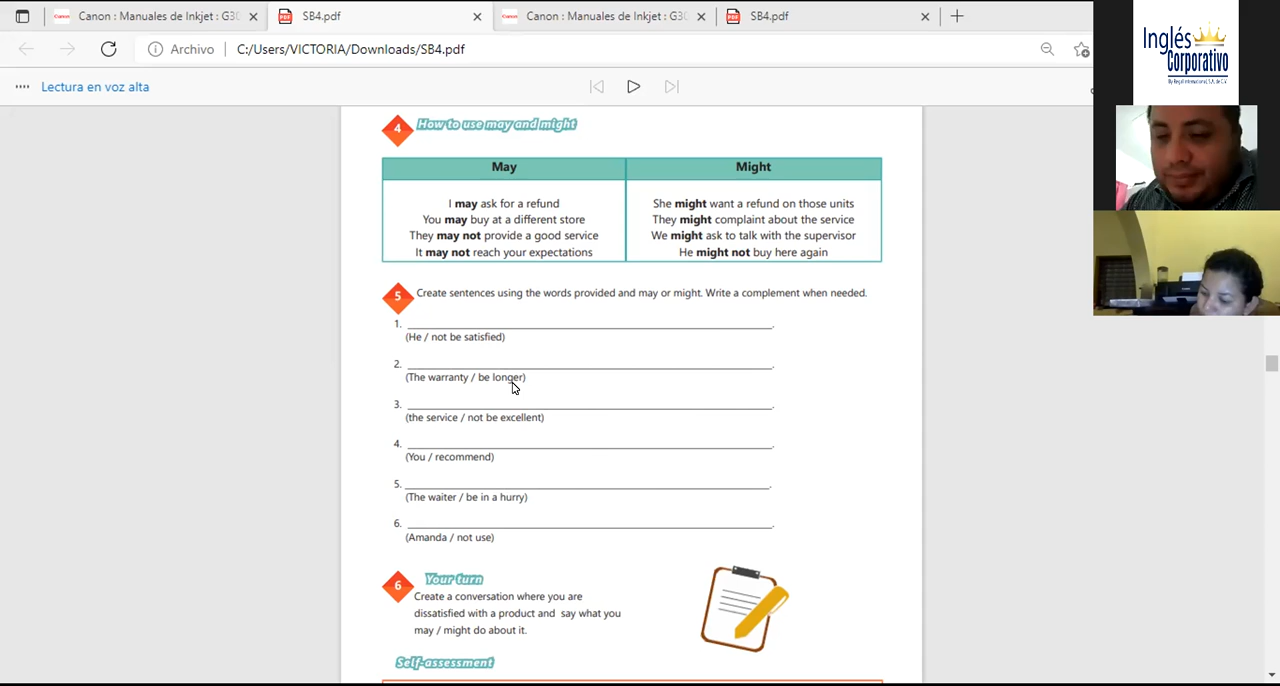 Canon : Manuales de Inkjet : G30
SB4.pdf
Canon : Manuales de Inkjet : G30
SB4.pdf
Archivo
C:/Users/VICTORIA/Downloads/SB4.pdf
Lectura en voz alta
Inglés
Corporativo
4 How to use may and might
May Might
I may ask for a refund
You may buy at a different store
They may not provide a good service
It may not reach your expectations
She might want a refund on those units
They might complaint about the service
We might ask to talk with the supervisor
He might not buy here again
5 Create sentences using the words provided and may or might. Write a complement when needed.
1. .
(He / not be satisfied)
2. .
(The warranty / be longer)
3. .
(the service / not be excellent)
4. .
(You / recommend)
5. .
(The waiter / be in a hurry)
6. .
(Amanda / not use)
6 Your turn
Create a conversation where you are
dissatisfied with a product and say what you
may / might do about it.
Self-assessment